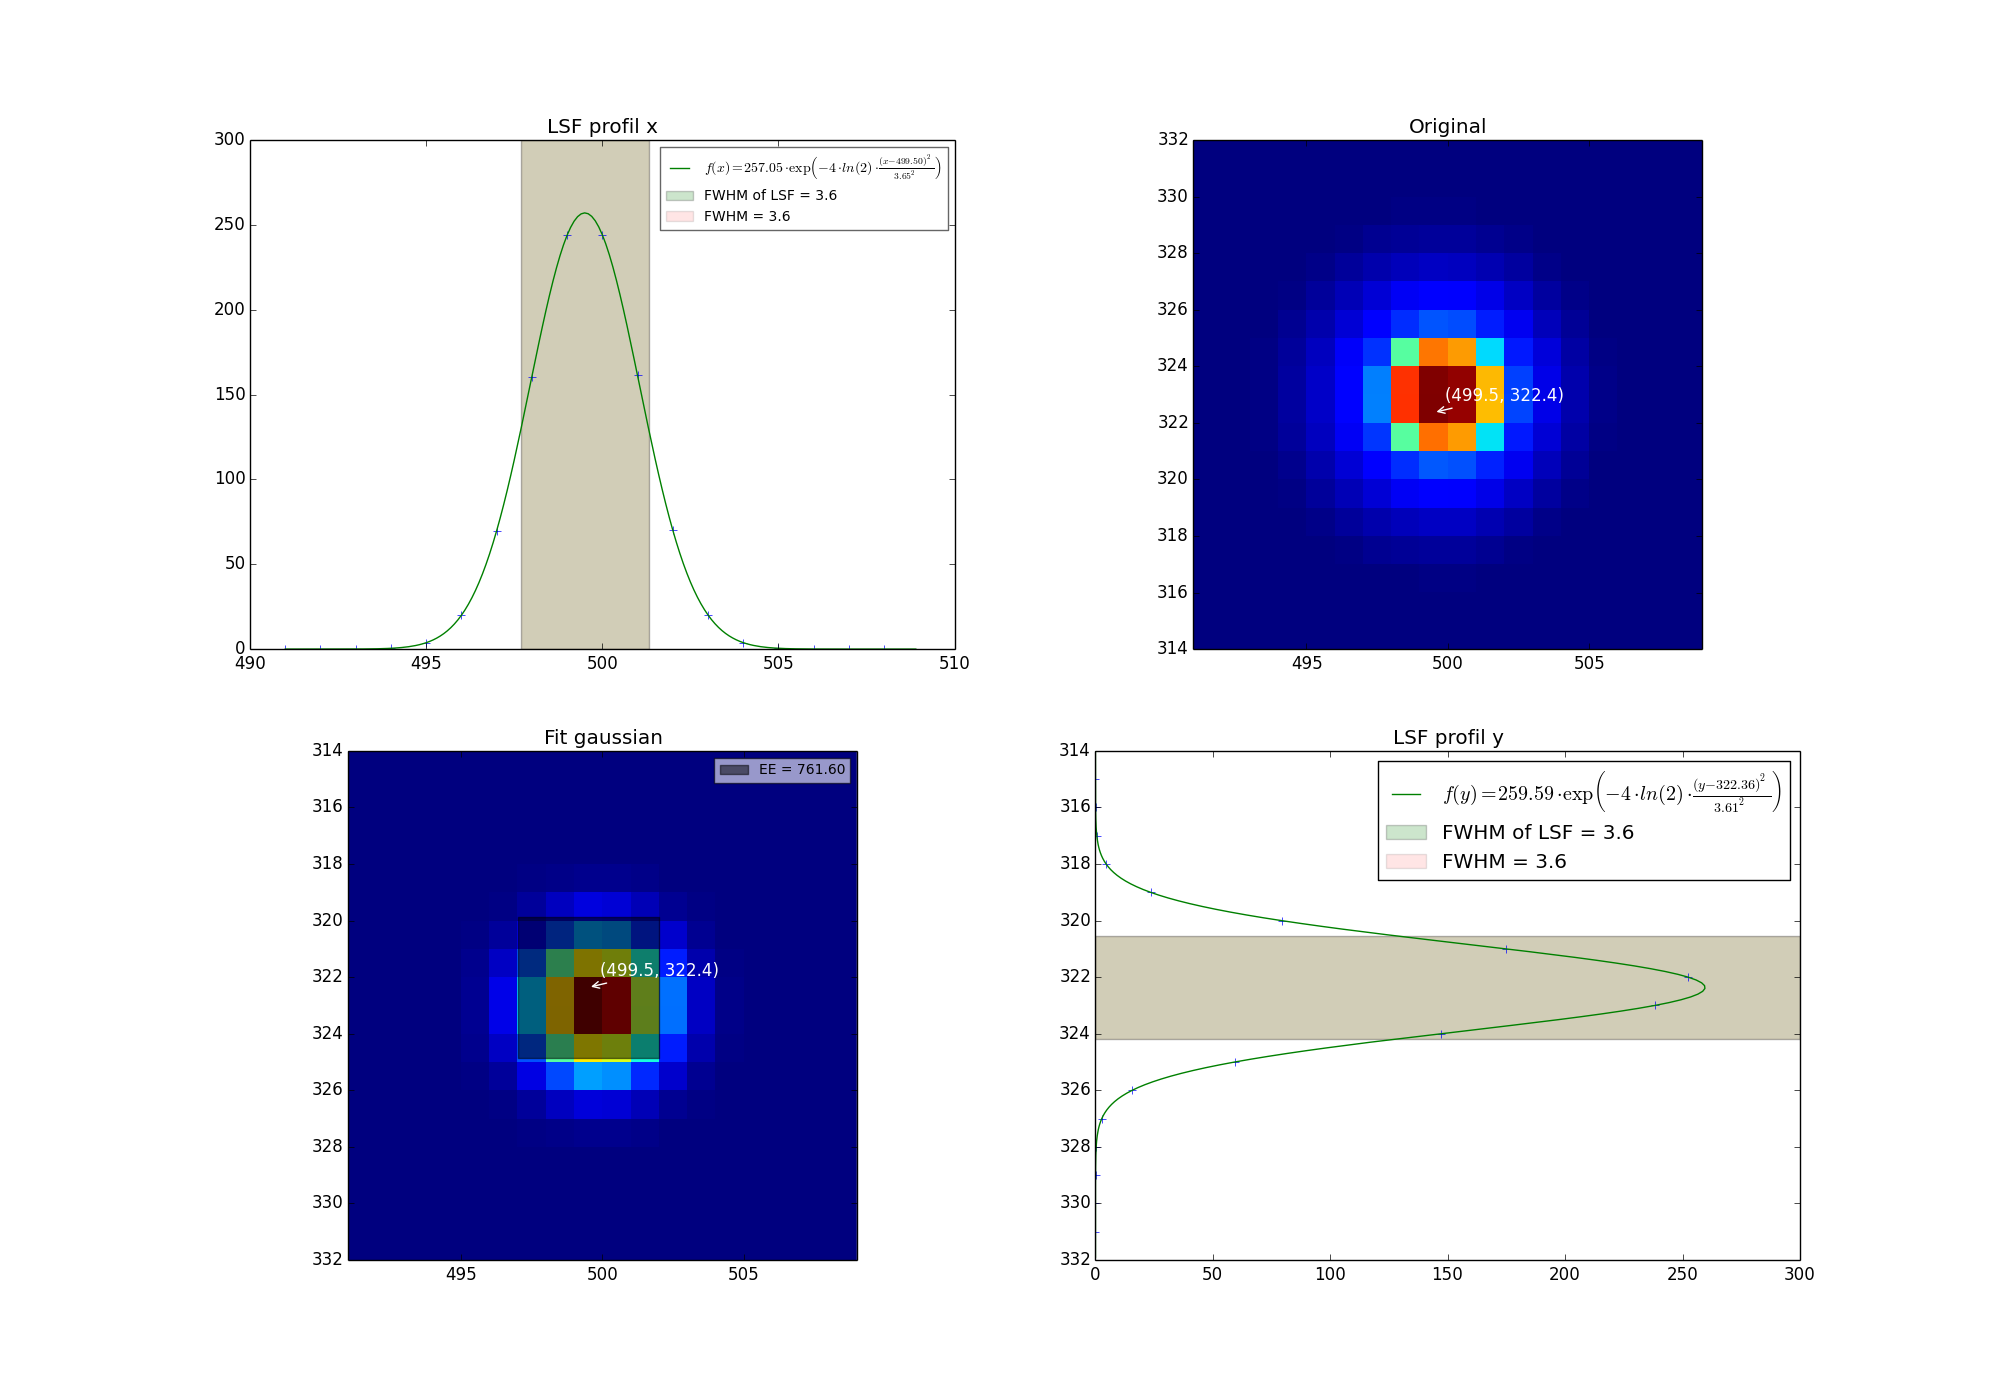 LSF profil x
300
250
200
150
100
50
0
490 495 500 505 510
f(x)=257.05·exp(−4·ln(2)·(x−499.50)²/3.65²)
FWHM of LSF = 3.6
FWHM = 3.6
Original
332
330
328
326
324
322
320
318
316
314
495 500 505
(499.5, 322.4)
Fit gaussian
314
316
318
320
322
324
326
328
330
332
495 500 505
EE = 761.60
(499.5, 322.4)
LSF profil y
314
316
318
320
322
324
326
328
330
332
0 50 100 150 200 250 300
f(y)=259.59·exp(−4·ln(2)·(y−322.36)²/3.61²)
FWHM of LSF = 3.6
FWHM = 3.6